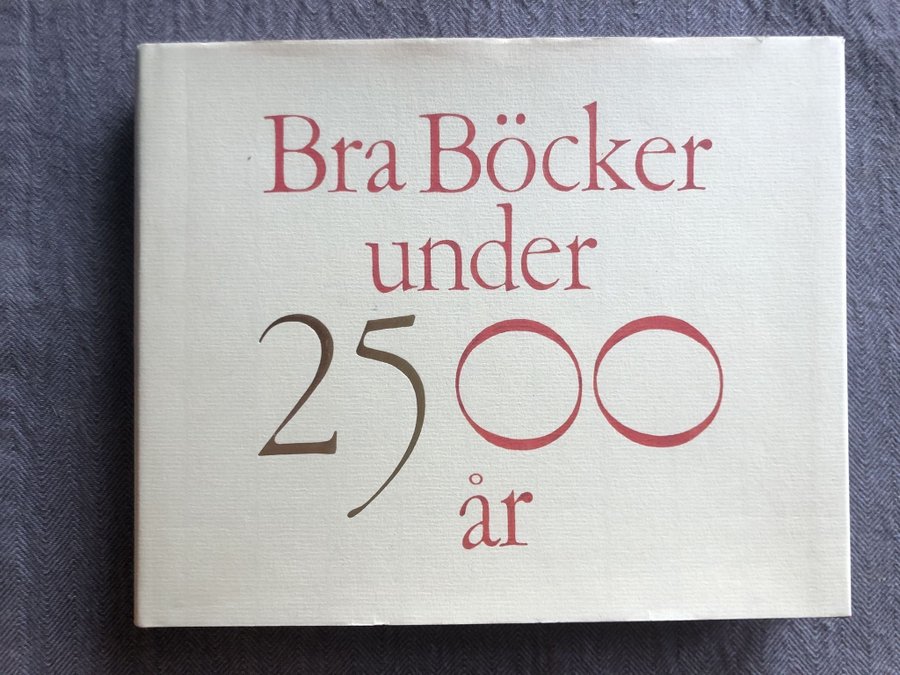 Bra Böcker
under
2500
år